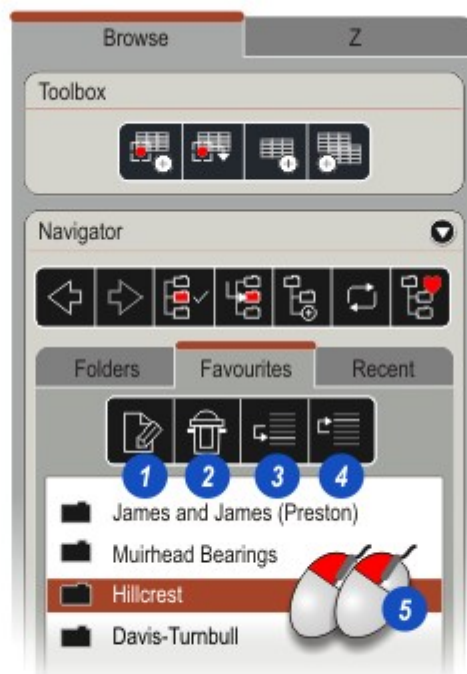 Browse Z
Toolbox
Navigator
Folders Favourites Recent
1 2 3 4
James and James (Preston)
Muirhead Bearings
Hillcrest
5
Davis-Turnbull